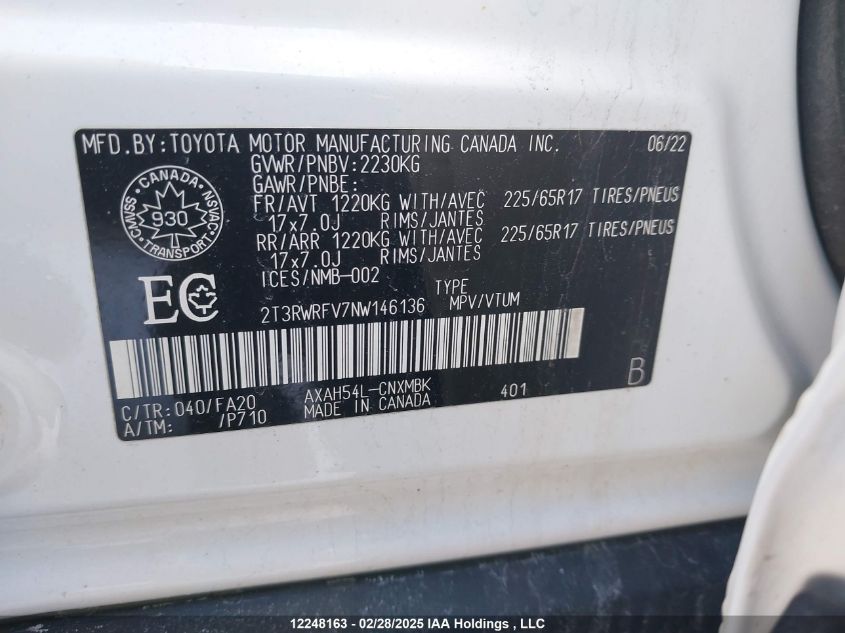 MFD.BY:TOYOTA MOTOR MANUFACTURING CANADA INC. 06/22
GVWR/PNBV:2230KG
GAWR/PNBE:
FR/AVT 1220KG WITH/AVEC 225/65R17 TIRES/PNEUS
17x7.0J RIMS/JANTES
RR/ARR 1220KG WITH/AVEC 225/65R17 TIRES/PNEUS
17x7.0J RIMS/JANTES
ICES/NMB-002
CANADA
CMVSS 930 NSVAC
TRANSPORT
EC
TYPE
2T3RWRFV7NW146136 MPV/VTUM
C/TR:040/FA20 AXAH54L-CNXMBK 401 B
A/TM: /P710 MADE IN CANADA
12248163 - 02/28/2025 IAA Holdings , LLC